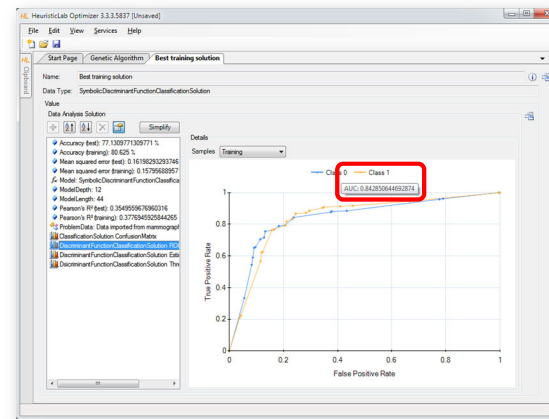 HeuristicLab Optimizer 3.3.3.5837 [Unsaved]
File Edit View Services Help
Start Page Genetic Algorithm Best training solution
Clipboard
Name: Best training solution
Data Type: SymbolicDiscriminantFunctionClassificationSolution
Value
Data Analysis Solution
Simplify
Accuracy (test): 77.1309771309771 %
Accuracy (training): 80.625 %
Mean squared error (test): 0.16198293293746
Mean squared error (training): 0.15795688957
Model: SymbolicDiscriminantFunctionClassifica
ModelDepth: 12
ModelLength: 44
Pearson's R² (test): 0.3549559676960316
Pearson's R² (training): 0.3776945925844265
ProblemData: Data imported from mammograph
ClassificationSolution ConfusionMatrix
DiscriminantFunctionClassificationSolution ROC
DiscriminantFunctionClassificationSolution Esti
DiscriminantFunctionClassificationSolution Thre
Details
Samples Training
Class 0 Class 1
AUC: 0.842850644692874
1
0.8
0.6
0.4
0.2
0
True Positive Rate
0 0.2 0.4 0.6 0.8 1
False Positive Rate